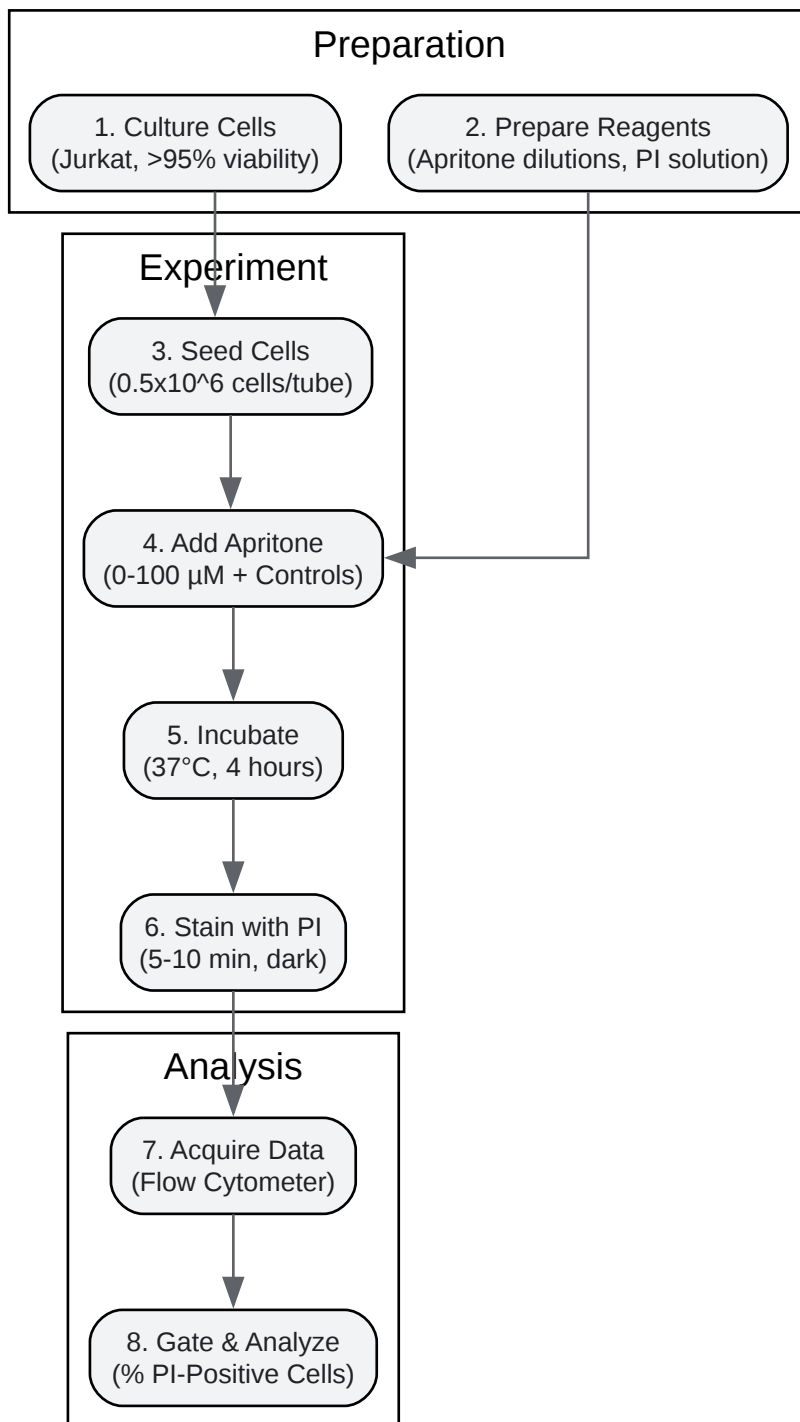 Preparation
1. Culture Cells
(Jurkat, >95% viability)
2. Prepare Reagents
(Apritone dilutions, PI solution)
Experiment
3. Seed Cells
(0.5x10^6 cells/tube)
4. Add Apritone
(0-100 µM + Controls)
5. Incubate
(37°C, 4 hours)
6. Stain with PI
(5-10 min, dark)
Analysis
7. Acquire Data
(Flow Cytometer)
8. Gate & Analyze
(% PI-Positive Cells)